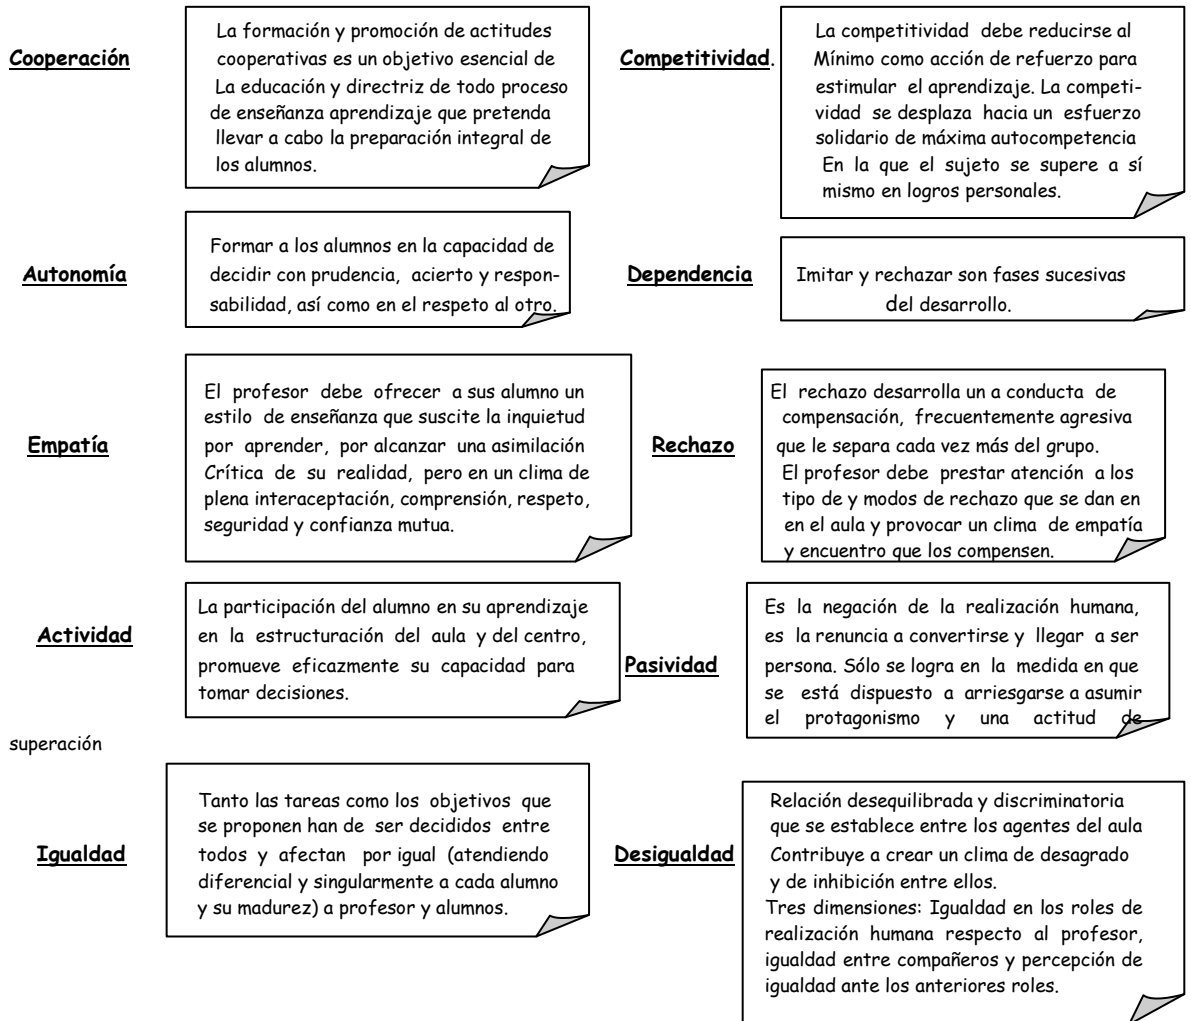 Cooperación
La formación y promoción de actitudes
cooperativas es un objetivo esencial de
La educación y directriz de todo proceso
de enseñanza aprendizaje que pretenda
llevar a cabo la preparación integral de
los alumnos.
Competitividad.
La competitividad debe reducirse al
Mínimo como acción de refuerzo para
estimular el aprendizaje. La competi-
vidad se desplaza hacia un esfuerzo
solidario de máxima autocompetencia
En la que el sujeto se supere a sí
mismo en logros personales.
Autonomía
Formar a los alumnos en la capacidad de
decidir con prudencia, acierto y respon-
sabilidad, así como en el respeto al otro.
Dependencia
Imitar y rechazar son fases sucesivas
del desarrollo.
Empatía
El profesor debe ofrecer a sus alumno un
estilo de enseñanza que suscite la inquietud
por aprender, por alcanzar una asimilación
Crítica de su realidad, pero en un clima de
plena interaceptación, comprensión, respeto,
seguridad y confianza mutua.
Rechazo
El rechazo desarrolla un a conducta de
compensación, frecuentemente agresiva
que le separa cada vez más del grupo.
El profesor debe prestar atención a los
tipo de y modos de rechazo que se dan en
en el aula y provocar un clima de empatía
y encuentro que los compensen.
Actividad
La participación del alumno en su aprendizaje
en la estructuración del aula y del centro,
promueve eficazmente su capacidad para
tomar decisiones.
Pasividad
Es la negación de la realización humana,
es la renuncia a convertirse y llegar a ser
persona. Sólo se logra en la medida en que
se está dispuesto a arriesgarse a asumir
el protagonismo y una actitud de
superación
Igualdad
Tanto las tareas como los objetivos que
se proponen han de ser decididos entre
todos y afectan por igual (atendiendo
diferencial y singularmente a cada alumno
y su madurez) a profesor y alumnos.
Desigualdad
Relación desequilibrada y discriminatoria
que se establece entre los agentes del aula
Contribuye a crear un clima de desagrado
y de inhibición entre ellos.
Tres dimensiones: Igualdad en los roles de
realización humana respecto al profesor,
igualdad entre compañeros y percepción de
igualdad ante los anteriores roles.